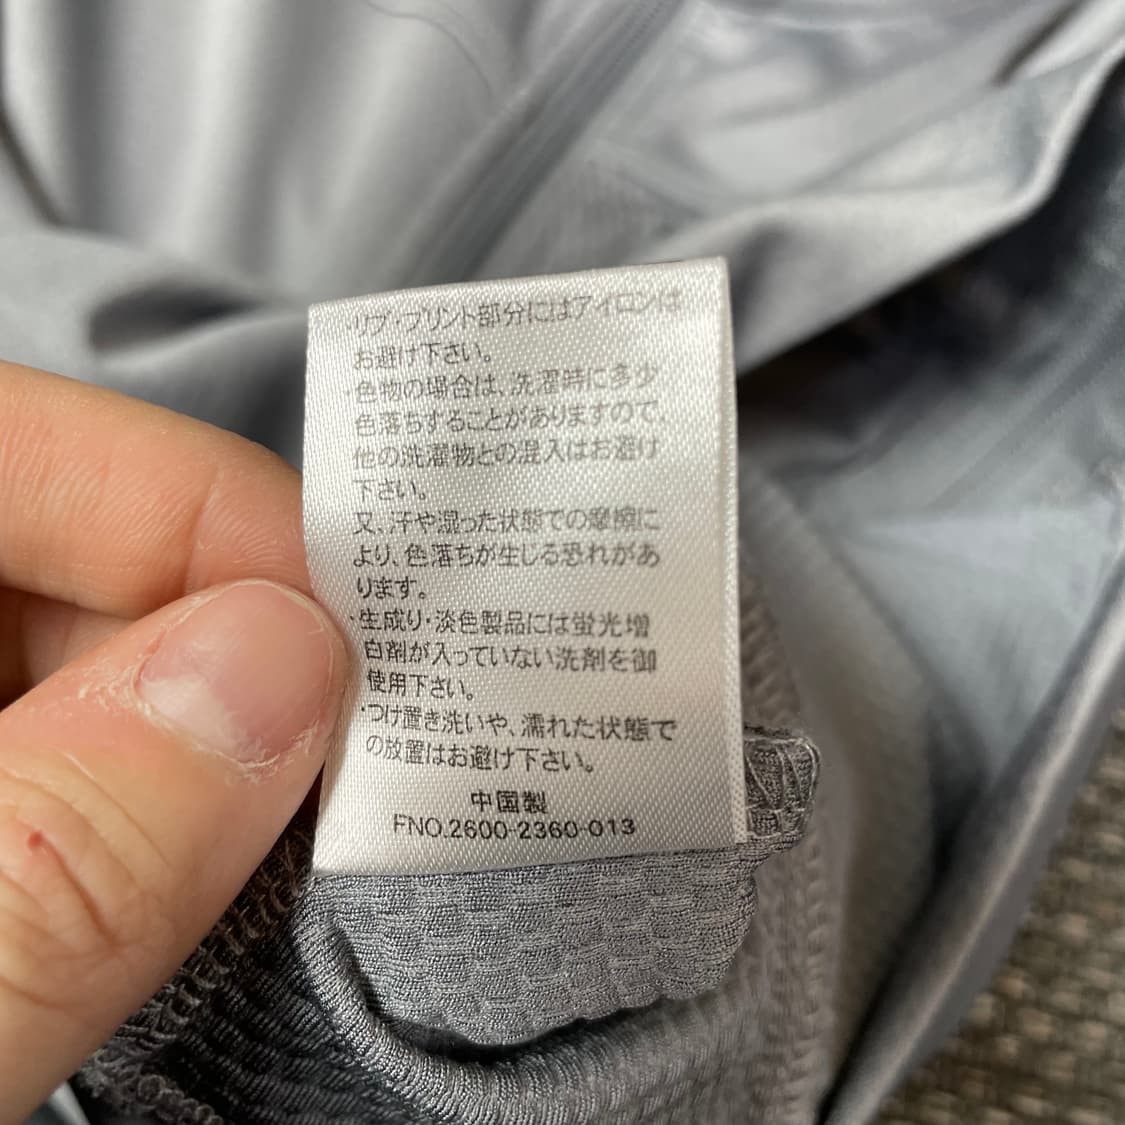 ・リブ・プリント部分にはアイロンは
お避け下さい。
・色物の場合は、洗濯時に多少
色落ちすることがありますので、
他の洗濯物との混入はお避け
下さい。
又、汗や湿った状態での摩擦に
より、色落ちが生じる恐れがあ
ります。
・生成り・淡色製品には蛍光増
白剤が入っていない洗剤を御
使用下さい。
・つけ置き洗いや、濡れた状態で
の放置はお避け下さい。
中国製
FNO.2600-2360-013